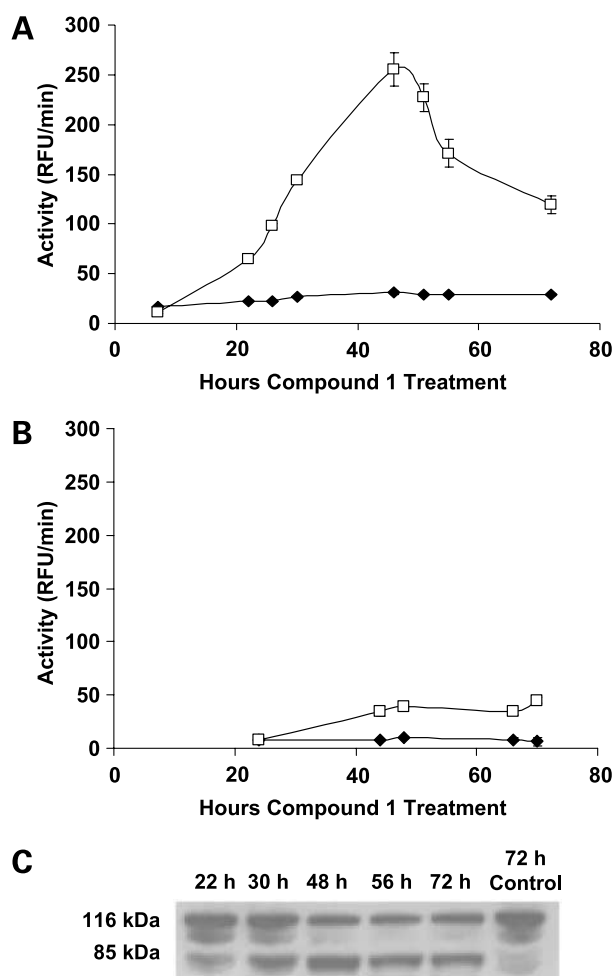 A
300
250
200
150
100
50
0
Activity (RFU/min)
0 20 40 60 80
Hours Compound 1 Treatment
B
300
250
200
150
100
50
0
Activity (RFU/min)
0 20 40 60 80
Hours Compound 1 Treatment
C
22 h 30 h 48 h 56 h 72 h 72 h Control
116 kDa
85 kDa